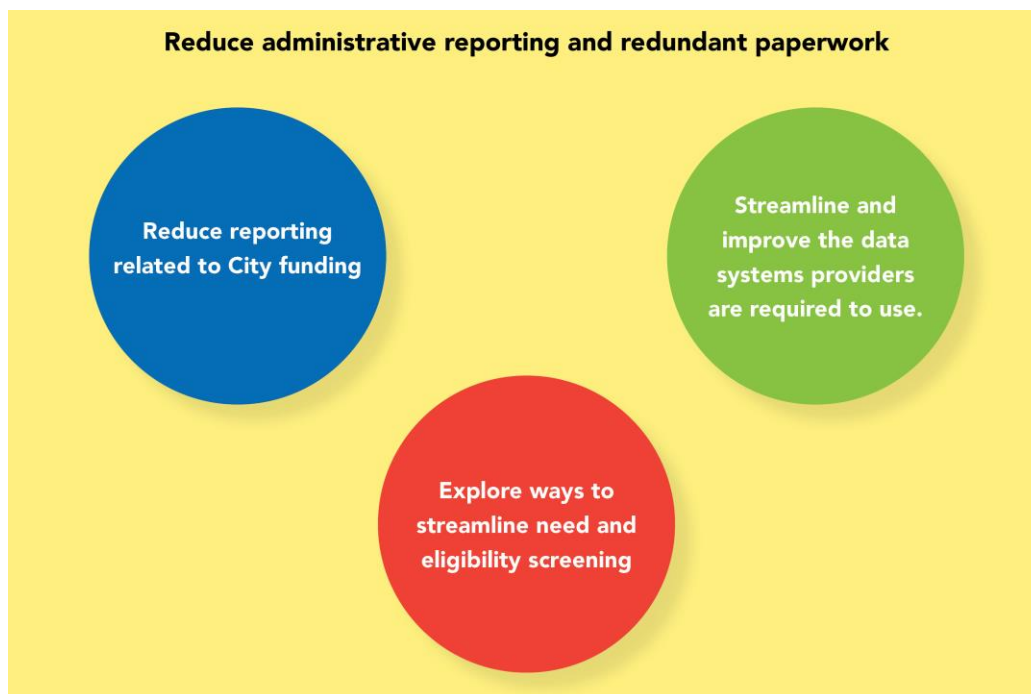 Reduce administrative reporting and redundant paperwork
Reduce reporting
related to City funding
Streamline and
improve the data
systems providers
are required to use.
Explore ways to
streamline need and
eligibility screening